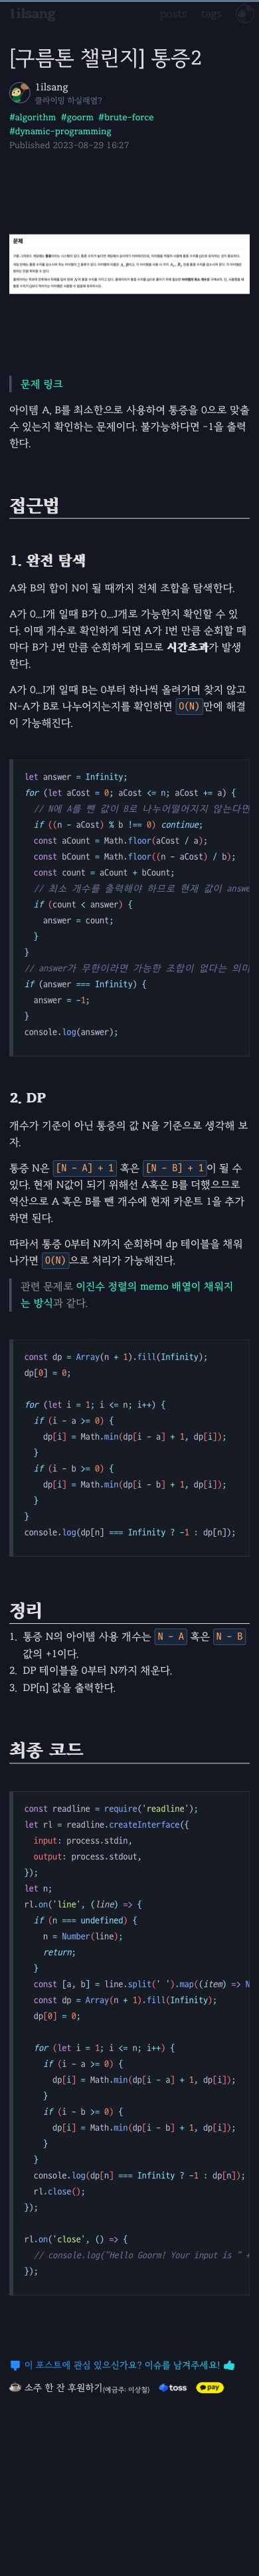 1ilsang posts tags
[구름톤 챌린지] 통증2
1ilsang
클라이밍 하실래염?
#algorithm #goorm #brute-force
#dynamic-programming
Published 2023-08-29 16:27
문제
문제 링크
아이템 A, B를 최소한으로 사용하여 통증을 0으로 맞출
수 있는지 확인하는 문제이다. 불가능하다면 -1을 출력
한다.
접근법
1. 완전 탐색
A와 B의 합이 N이 될 때까지 전체 조합을 탐색한다.
A가 0...I개 일때 B가 0...J개로 가능한지 확인할 수 있
다. 이때 개수로 확인하게 되면 A가 I번 만큼 순회할 때
마다 B가 J번 만큼 순회하게 되므로 시간초과가 발생
한다.
A가 0...I개 일때 B는 0부터 하나씩 올려가며 찾지 않고
N-A가 B로 나누어지는지를 확인하면 O(N)만에 해결
이 가능해진다.
let answer = Infinity;
for (let aCost = 0; aCost <= n; aCost += a) {
// N에 A를 뺀 값이 B로 나누어떨어지지 않는다면
if ((n - aCost) % b !== 0) continue;
const aCount = Math.floor(aCost / a);
const bCount = Math.floor((n - aCost) / b);
const count = aCount + bCount;
// 최소 개수를 출력해야 하므로 현재 값이 answe
if (count < answer) {
answer = count;
}
}
// answer가 무한이라면 가능한 조합이 없다는 의미
if (answer === Infinity) {
answer = -1;
}
console.log(answer);
2. DP
개수가 기준이 아닌 통증의 값 N을 기준으로 생각해 보
자.
통증 N은 [N - A] + 1 혹은 [N - B] + 1이 될 수
있다. 현재 N값이 되기 위해선 A혹은 B를 더했으므로
역산으로 A 혹은 B를 뺀 개수에 현재 카운트 1을 추가
하면 된다.
따라서 통증 0부터 N까지 순회하며 dp 테이블을 채워
나가면 O(N)으로 처리가 가능해진다.
관련 문제로 이진수 정렬의 memo 배열이 채워지
는 방식과 같다.
const dp = Array(n + 1).fill(Infinity);
dp[0] = 0;
for (let i = 1; i <= n; i++) {
if (i - a >= 0) {
dp[i] = Math.min(dp[i - a] + 1, dp[i]);
}
if (i - b >= 0) {
dp[i] = Math.min(dp[i - b] + 1, dp[i]);
}
}
console.log(dp[n] === Infinity ? -1 : dp[n]);
정리
1. 통증 N의 아이템 사용 개수는 N - A 혹은 N - B
값의 +1이다.
2. DP 테이블을 0부터 N까지 채운다.
3. DP[n] 값을 출력한다.
최종 코드
const readline = require('readline');
let rl = readline.createInterface({
input: process.stdin,
output: process.stdout,
});
let n;
rl.on('line', (line) => {
if (n === undefined) {
n = Number(line);
return;
}
const [a, b] = line.split(' ').map((item) => N
const dp = Array(n + 1).fill(Infinity);
dp[0] = 0;
for (let i = 1; i <= n; i++) {
if (i - a >= 0) {
dp[i] = Math.min(dp[i - a] + 1, dp[i]);
}
if (i - b >= 0) {
dp[i] = Math.min(dp[i - b] + 1, dp[i]);
}
}
console.log(dp[n] === Infinity ? -1 : dp[n]);
rl.close();
});
rl.on('close', () => {
// console.log("Hello Goorm! Your input is " +
});
이 포스트에 관심 있으신가요? 이슈를 남겨주세요!
소주 한 잔 후원하기(예금주: 이상철) toss pay